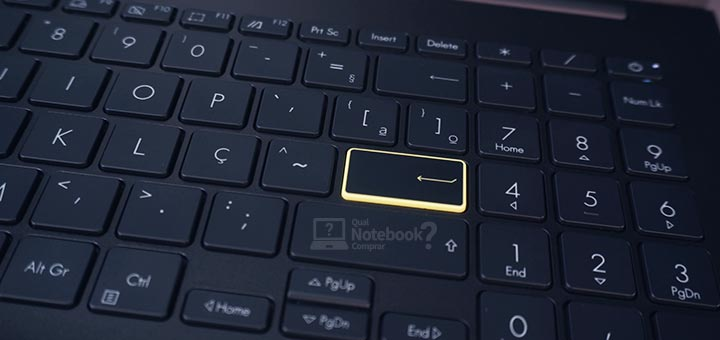 F9 F10 F11 F12 Prt Sc Insert Delete * /
* 8 ( 9 ) 0 _ - + = § + - Num Lk
I O P ` ´ { [ ª } ] º 7 Home 8 9 PgUp
K L Ç ^ ~ 4 5 6
< , > . : ; 1 End 2 3 PgDn
Qual
Notebook?
Comprar
Alt Gr Ctrl Home PgUp PgDn End 0